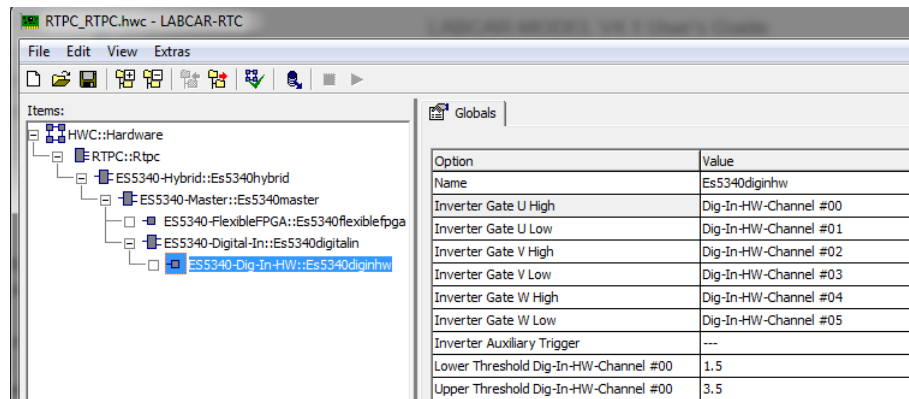 RTPC_RTPC.hwc - LABCAR-RTC
File Edit View Extras
Items:
HWC::Hardware
RTPC::Rtpc
ES5340-Hybrid::Es5340hybrid
ES5340-Master::Es5340master
ES5340-FlexibleFPGA::Es5340flexiblefpga
ES5340-Digital-In::Es5340digitalin
ES5340-Dig-In-HW::Es5340diginhw
Globals
Option Value
Name Es5340diginhw
Inverter Gate U High Dig-In-HW-Channel #00
Inverter Gate U Low Dig-In-HW-Channel #01
Inverter Gate V High Dig-In-HW-Channel #02
Inverter Gate V Low Dig-In-HW-Channel #03
Inverter Gate W High Dig-In-HW-Channel #04
Inverter Gate W Low Dig-In-HW-Channel #05
Inverter Auxiliary Trigger ---
Lower Threshold Dig-In-HW-Channel #00 1.5
Upper Threshold Dig-In-HW-Channel #00 3.5